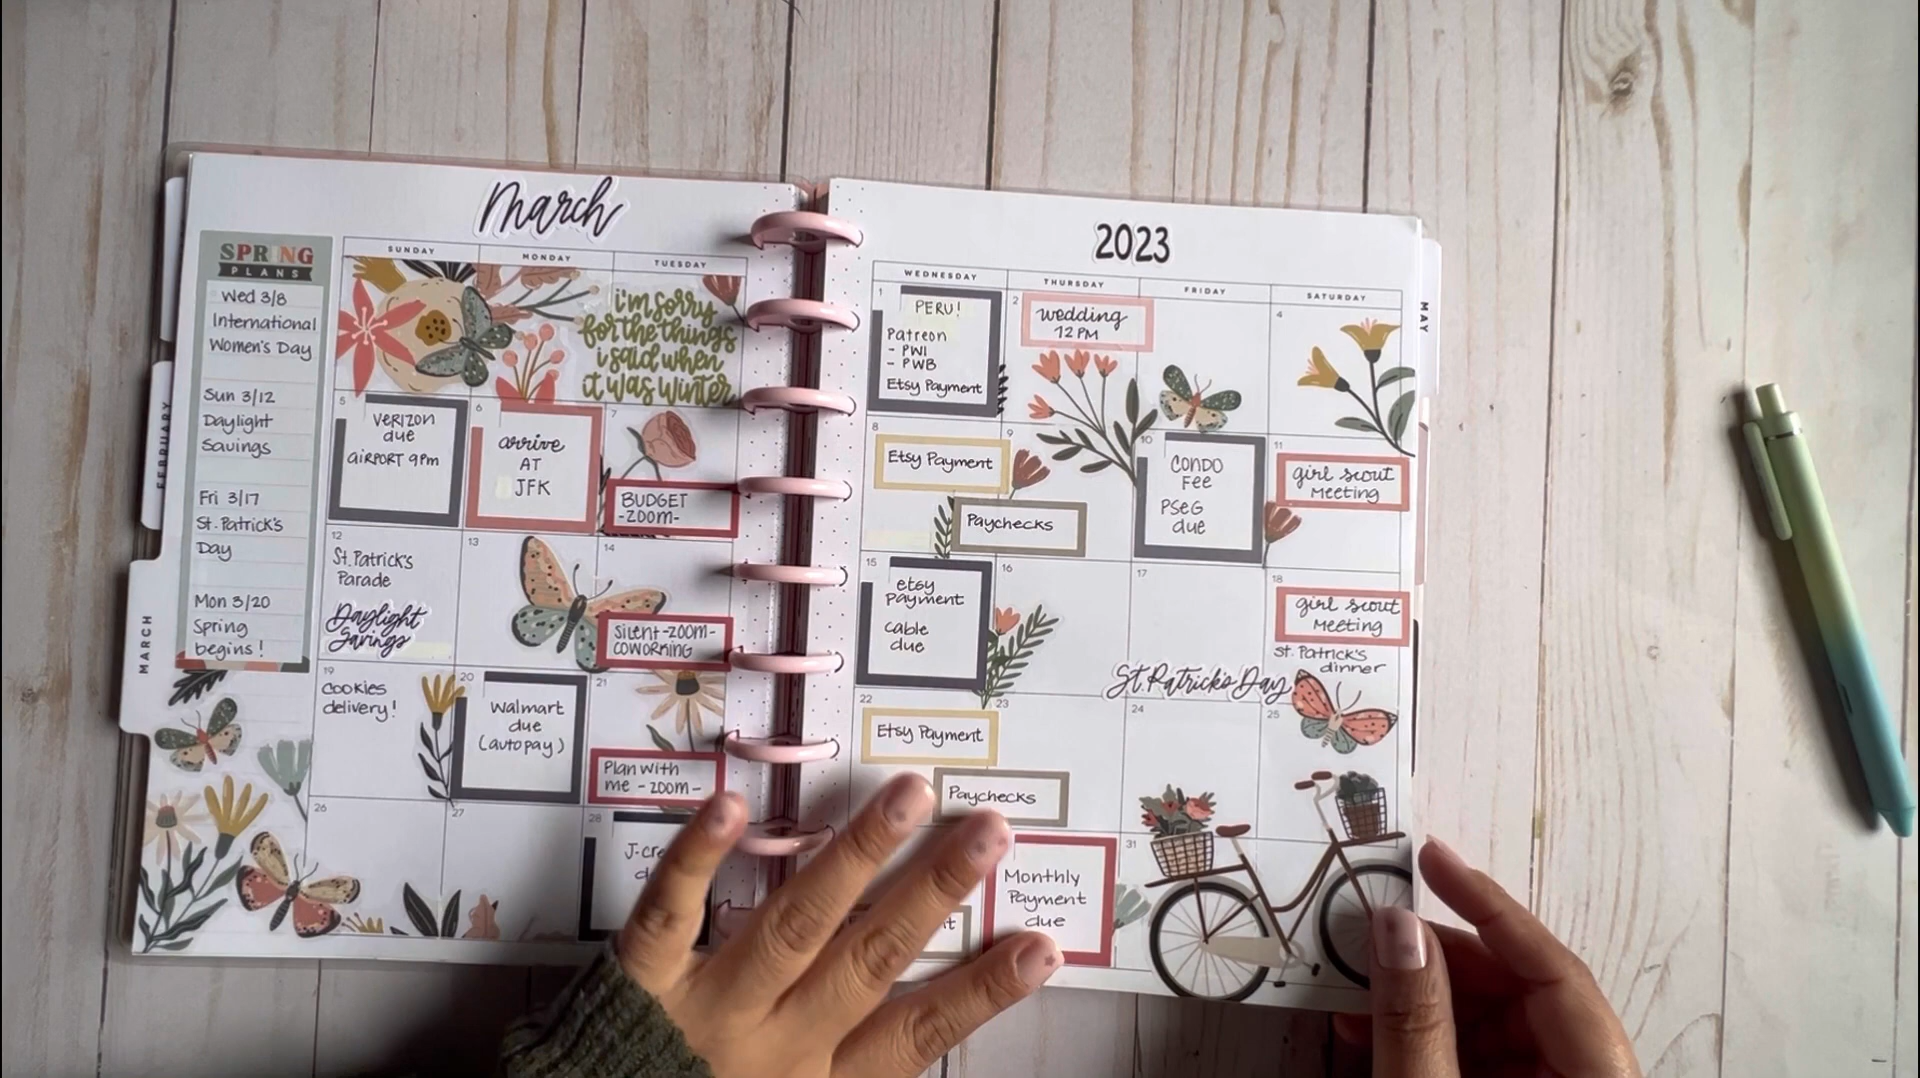 March
2023
SPRING
PLANS
Wed 3/8
International
Women's Day
Sun 3/12
Daylight
Savings
Fri 3/17
St. Patrick's
Day
Mon 3/20
Spring
begins!
FEBRUARY
MARCH
MAY
SUNDAY
MONDAY
TUESDAY
WEDNESDAY
THURSDAY
FRIDAY
SATURDAY
i'm sorry
for the things
i said when
it was winter
1
PERU!
Patreon
- PWI
- PWB
Etsy Payment
2
wedding
12 PM
4
5
Verizon
due
AIRPORT 9pm
6
arrive
AT
JFK
7
BUDGET
-ZOOM-
8
Etsy Payment
9
Paychecks
10
CONDO
Fee
PSEG
due
11
girl scout
Meeting
12
St. Patrick's
Parade
Daylight
Savings
13
14
Silent -ZOOM-
COWORKING
15
etsy
payment
cable
due
16
17
St. Patrick's Day
18
girl scout
Meeting
St. Patrick's
dinner
19
Cookies
delivery!
20
Walmart
due
(autopay)
21
Plan with
me - ZOOM -
22
Etsy Payment
23
Paychecks
24
25
26
27
28
J.cre
d
t
Monthly
Payment
due
31